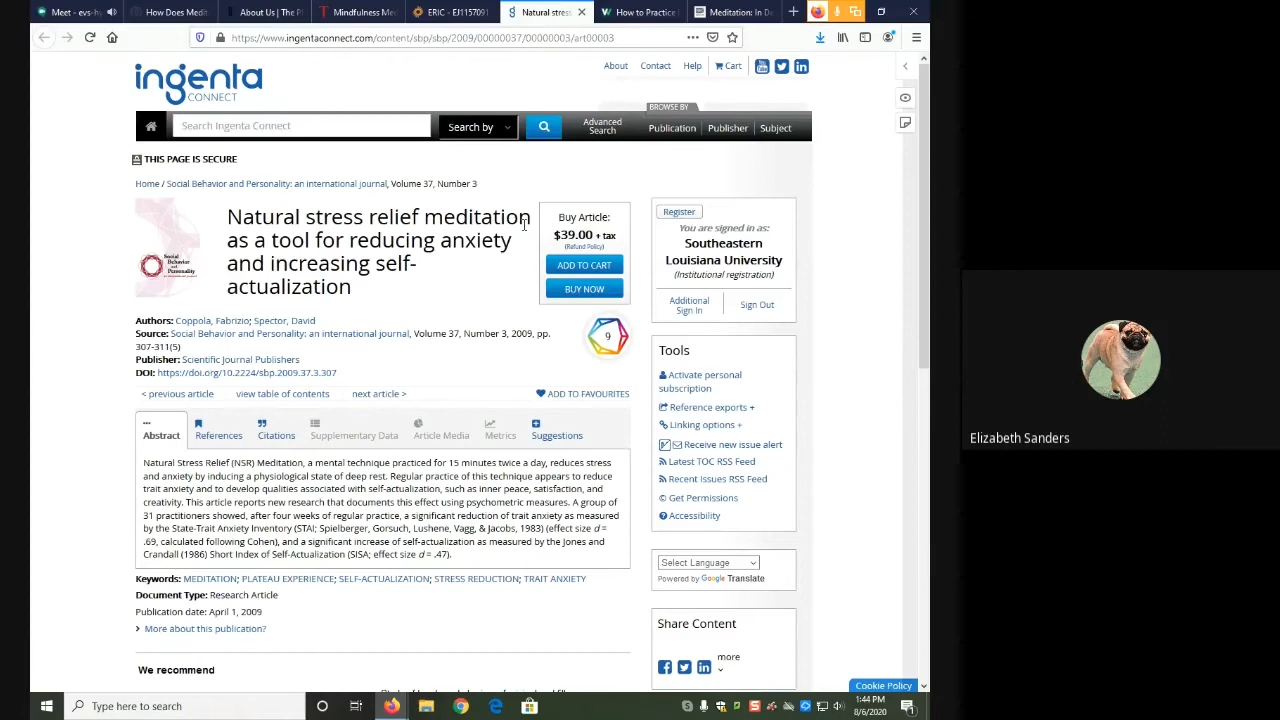 Meet - evs-hy
How Does Medit
About Us | The Pl
Mindfulness Med
ERIC - EJ1157091
Natural stress
How to Practice
Meditation: In De
https://www.ingentaconnect.com/content/sbp/sbp/2009/00000037/00000003/art00003
ingenta
CONNECT
About
Contact
Help
Cart
BROWSE BY
Search Ingenta Connect
Search by
Advanced
Search
Publication
Publisher
Subject
THIS PAGE IS SECURE
Home / Social Behavior and Personality: an international journal, Volume 37, Number 3
Social
Behavior
and
Personality
Natural stress relief meditation
as a tool for reducing anxiety
and increasing self-
actualization
Buy Article:
$39.00 + tax
(Refund Policy)
ADD TO CART
BUY NOW
Register
You are signed in as:
Southeastern
Louisiana University
(Institutional registration)
Additional
Sign In
Sign Out
Authors: Coppola, Fabrizio; Spector, David
Source: Social Behavior and Personality: an international journal, Volume 37, Number 3, 2009, pp.
307-311(5)
Publisher: Scientific Journal Publishers
DOI: https://doi.org/10.2224/sbp.2009.37.3.307
9
< previous article
view table of contents
next article >
ADD TO FAVOURITES
Abstract
References
Citations
Supplementary Data
Article Media
Metrics
Suggestions
Natural Stress Relief (NSR) Meditation, a mental technique practiced for 15 minutes twice a day, reduces stress
and anxiety by inducing a physiological state of deep rest. Regular practice of this technique appears to reduce
trait anxiety and to develop qualities associated with self-actualization, such as inner peace, satisfaction, and
creativity. This article reports new research that documents this effect using psychometric measures. A group of
31 practitioners showed, after four weeks of regular practice, a significant reduction of trait anxiety as measured
by the State-Trait Anxiety Inventory (STAI; Spielberger, Gorsuch, Lushene, Vagg, & Jacobs, 1983) (effect size d =
.69, calculated following Cohen), and a significant increase of self-actualization as measured by the Jones and
Crandall (1986) Short Index of Self-Actualization (SISA; effect size d = .47).
Keywords: MEDITATION; PLATEAU EXPERIENCE; SELF-ACTUALIZATION; STRESS REDUCTION; TRAIT ANXIETY
Document Type: Research Article
Publication date: April 1, 2009
More about this publication?
We recommend
Tools
Activate personal
subscription
Reference exports +
Linking options +
Receive new issue alert
Latest TOC RSS Feed
Recent Issues RSS Feed
Get Permissions
Accessibility
Select Language
Powered by Google Translate
Share Content
more
Cookie Policy
Elizabeth Sanders
Type here to search
1:44 PM
8/6/2020